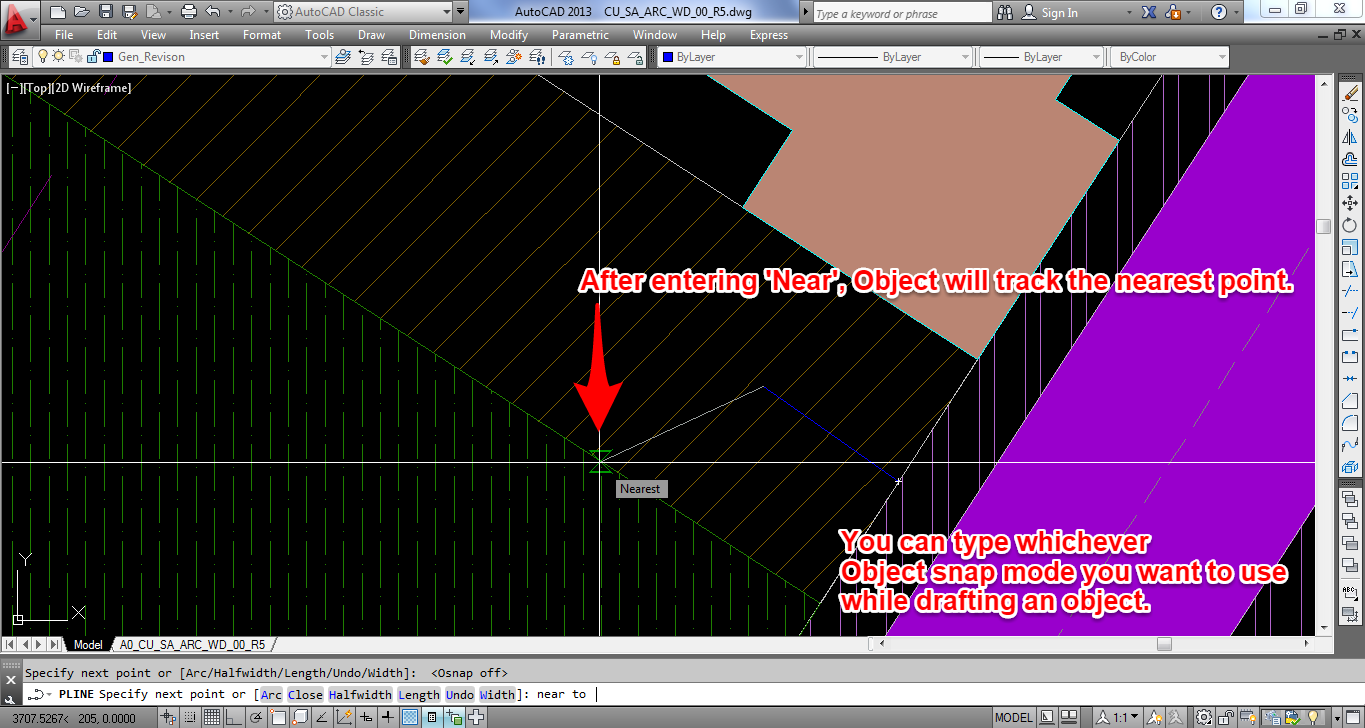 AutoCAD Classic
AutoCAD 2013 CU_SA_ARC_WD_00_R5.dwg
Type a keyword or phrase
Sign In
File Edit View Insert Format Tools Draw Dimension Modify Parametric Window Help Express
Gen_Revison
ByLayer
ByLayer
ByLayer
ByColor
[−][Top][2D Wireframe]
After entering 'Near', Object will track the nearest point.
Nearest
You can type whichever
Object snap mode you want to use
while drafting an object.
Y
X
ABC
Model A0_CU_SA_ARC_WD_00_R5
Specify next point or [Arc/Halfwidth/Length/Undo/Width]: <Osnap off>
PLINE Specify next point or [Arc Close Halfwidth Length Undo Width]: near to
3707.5267< 205, 0.0000
MODEL
1:1